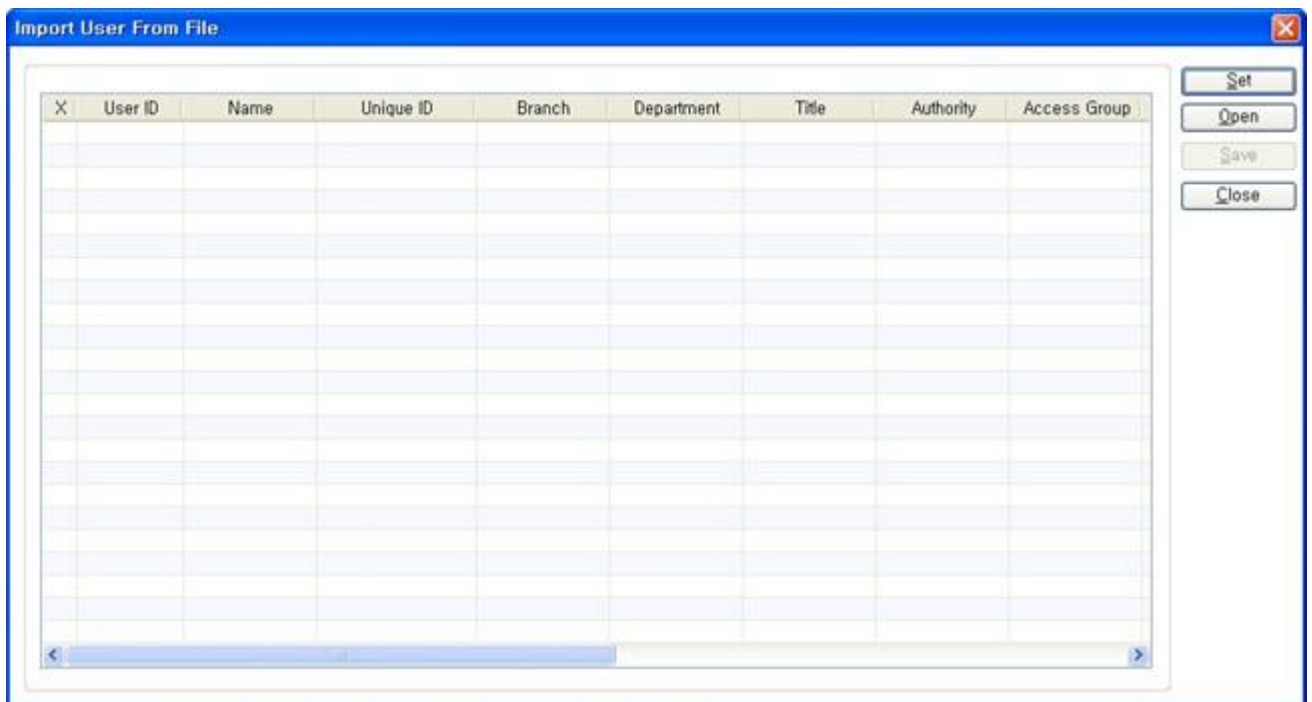 Import User From File
Set
X User ID Name Unique ID Branch Department Title Authority Access Group
Open
Save
Close